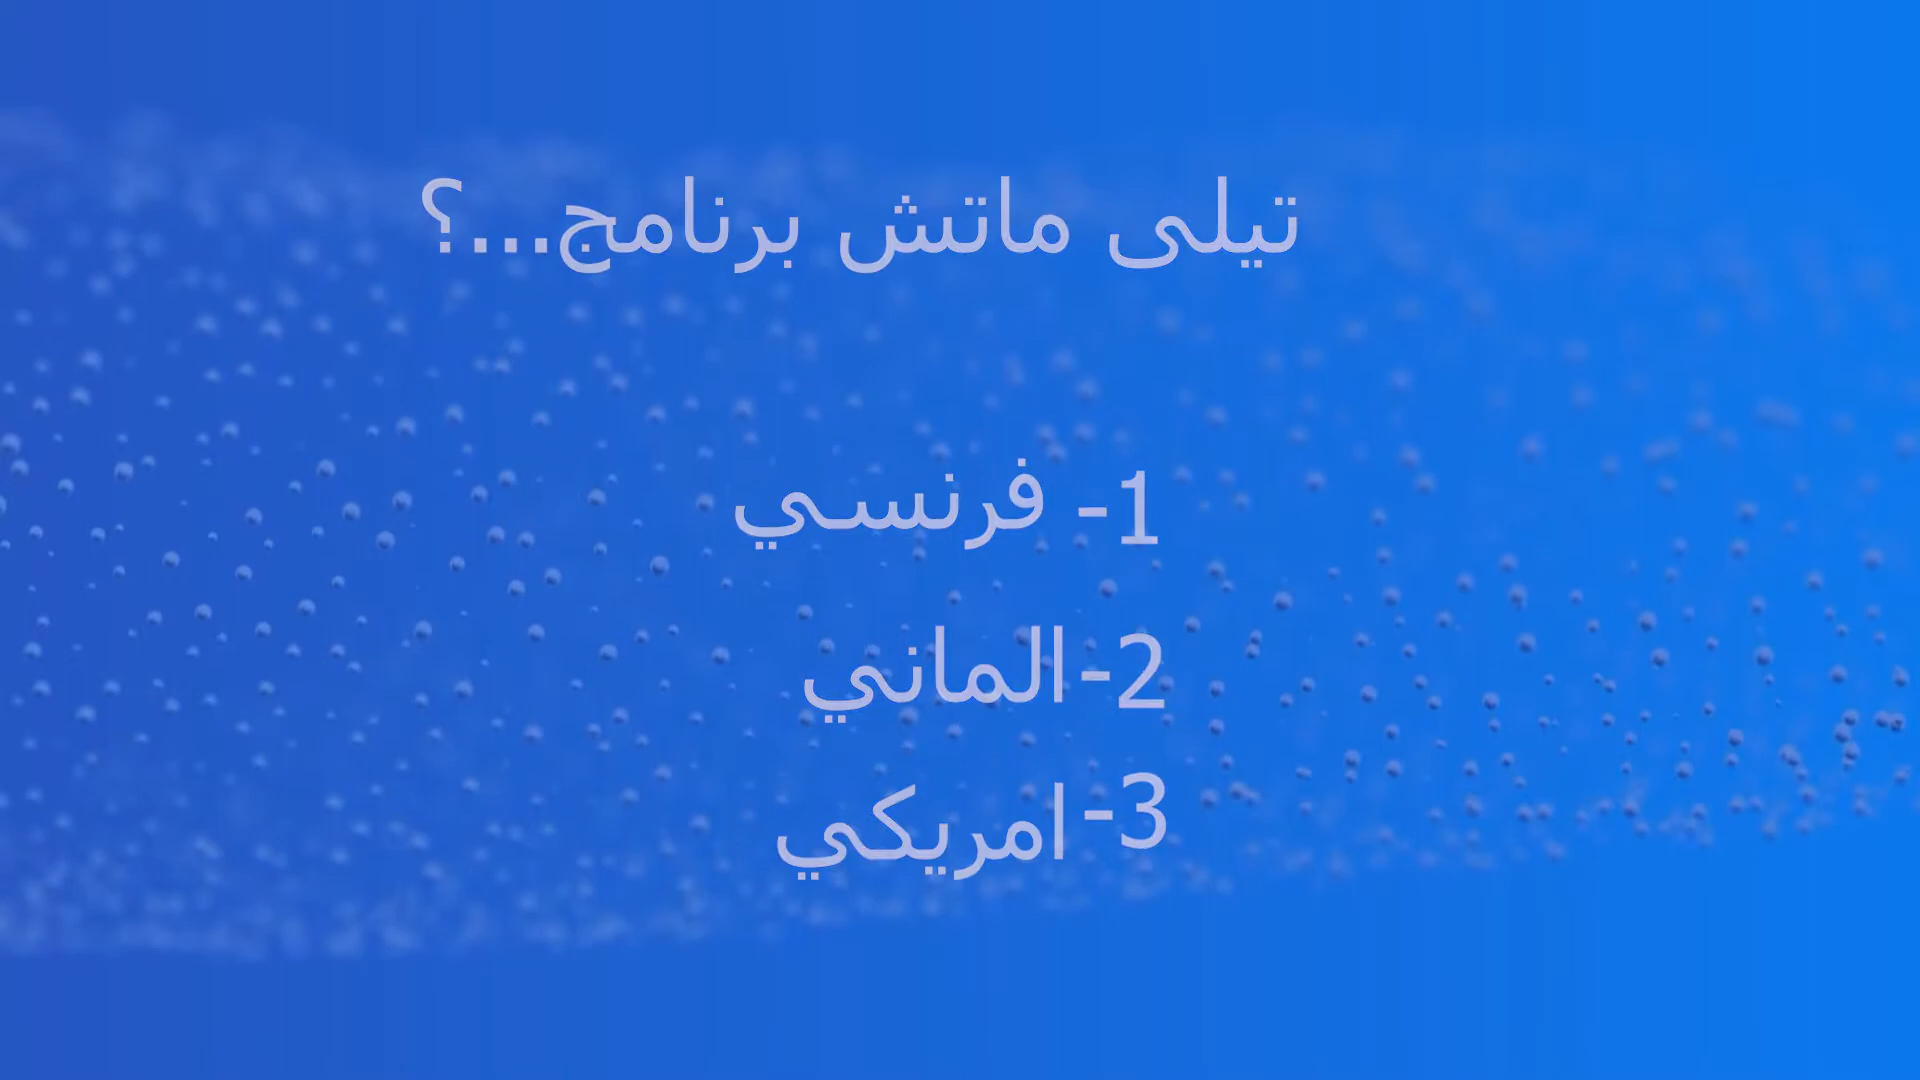 تيلى ماتش برنامج...؟
1- فرنسي
2-الماني
3-امريكي